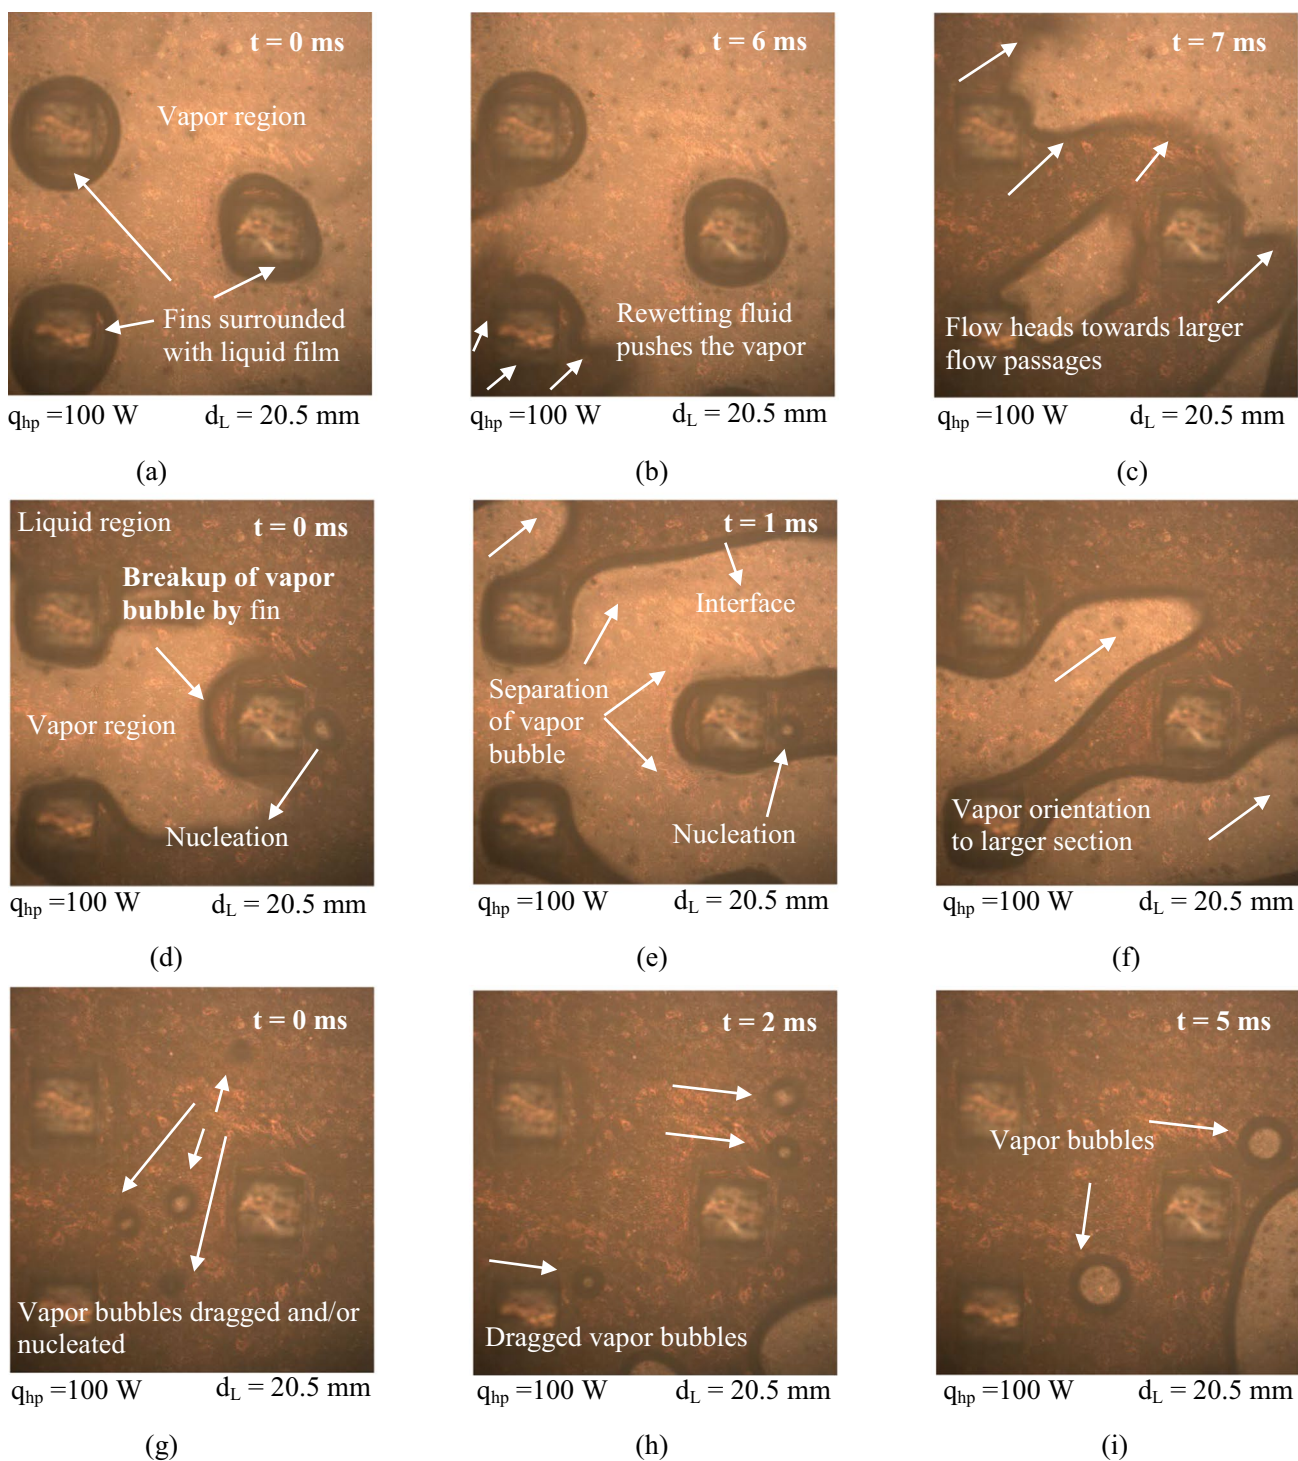 t = 0 ms
Vapor region
Fins surrounded
with liquid film
q_hp =100 W d_L = 20.5 mm
(a)
t = 6 ms
Rewetting fluid
pushes the vapor
q_hp =100 W d_L = 20.5 mm
(b)
t = 7 ms
Flow heads towards larger
flow passages
q_hp =100 W d_L = 20.5 mm
(c)
Liquid region
t = 0 ms
Breakup of vapor
bubble by fin
Vapor region
Nucleation
q_hp =100 W d_L = 20.5 mm
(d)
t = 1 ms
Interface
Separation
of vapor
bubble
Nucleation
q_hp =100 W d_L = 20.5 mm
(e)
Vapor orientation
to larger section
q_hp =100 W d_L = 20.5 mm
(f)
t = 0 ms
Vapor bubbles dragged and/or
nucleated
q_hp =100 W d_L = 20.5 mm
(g)
t = 2 ms
Dragged vapor bubbles
q_hp =100 W d_L = 20.5 mm
(h)
t = 5 ms
Vapor bubbles
q_hp =100 W d_L = 20.5 mm
(i)